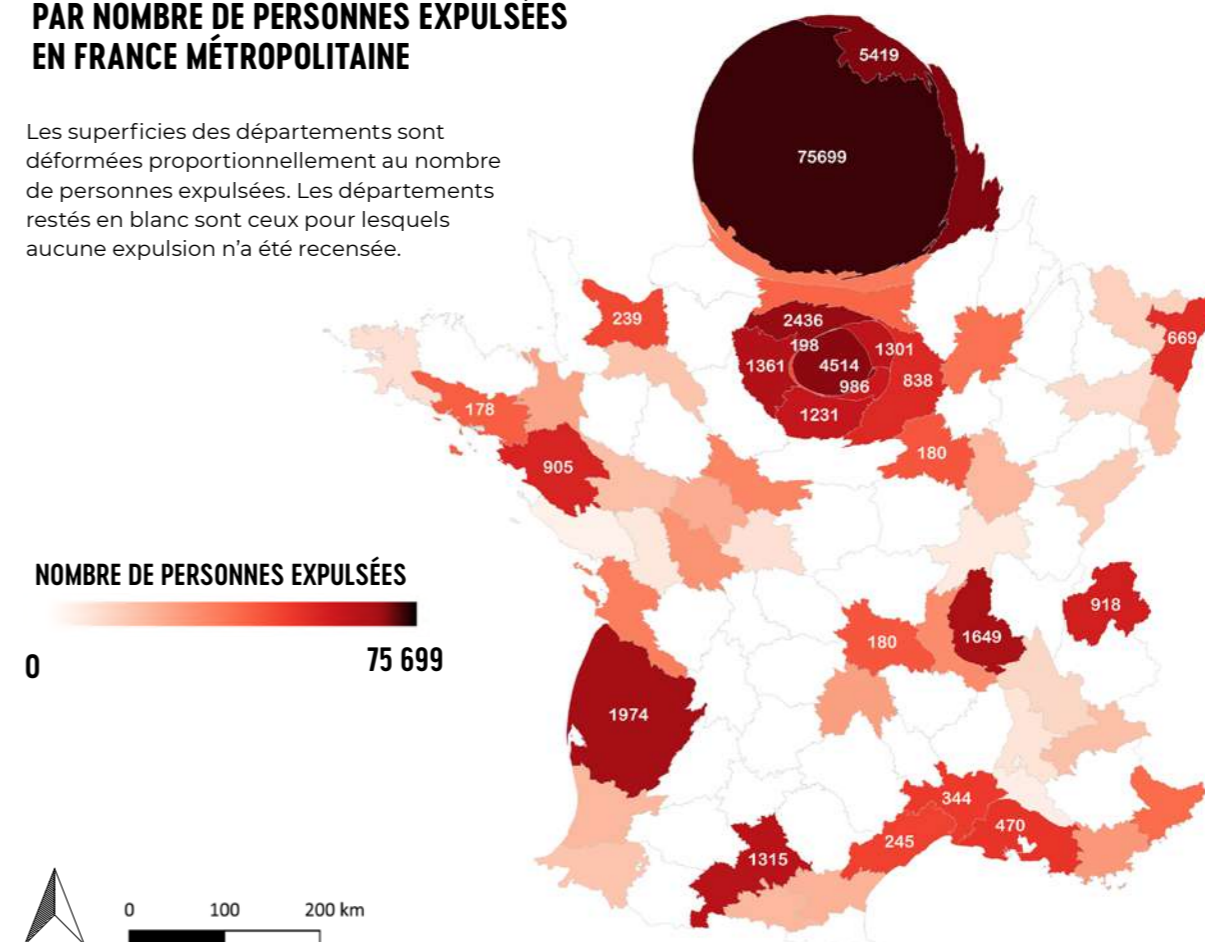 PAR NOMBRE DE PERSONNES EXPULSÉES
EN FRANCE MÉTROPOLITAINE
Les superficies des départements sont
déformées proportionnellement au nombre
de personnes expulsées. Les départements
restés en blanc sont ceux pour lesquels
aucune expulsion n’a été recensée.
5419
75699
239
2436
198
1301
669
1361
4514
838
986
178
1231
180
905
NOMBRE DE PERSONNES EXPULSÉES
0
75 699
918
180
1649
1974
344
470
245
1315
0 100 200 km